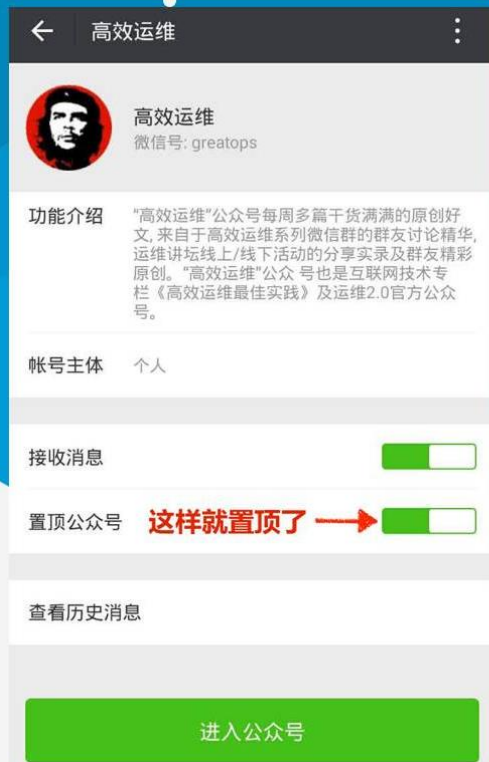 高效运维
高效运维
微信号: greatops
功能介绍
“高效运维”公众号每周多篇干货满满的原创好
文, 来自于高效运维系列微信群的群友讨论精华,
运维讲坛线上/线下活动的分享实录及群友精彩
原创。“高效运维”公众 号也是互联网技术专
栏《高效运维最佳实践》及运维2.0官方公众
号。
帐号主体 个人
接收消息
置顶公众号 这样就置顶了
查看历史消息
进入公众号